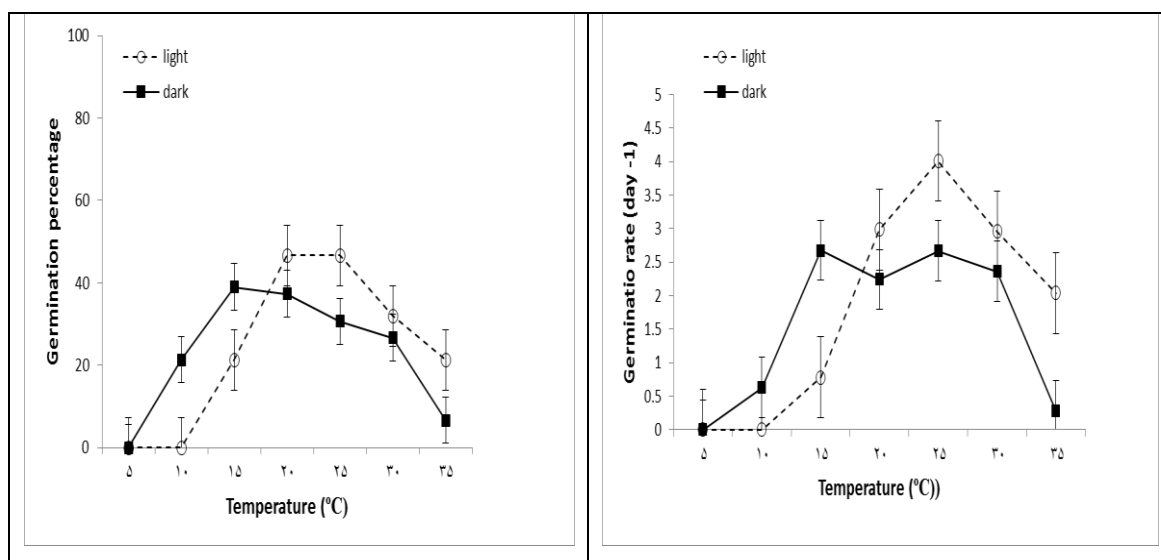 100
80
60
40
20
0
light
dark
Germination percentage
۵ ۱۰ ۱۵ ۲۰ ۲۵ ۳۰ ۳۵
Temperature (°C)
light
dark
5
4.5
4
3.5
3
2.5
2
1.5
1
0.5
0
Germinatio rate (day -1)
۵ ۱۰ ۱۵ ۲۰ ۲۵ ۳۰ ۳۵
Temperature (°C))